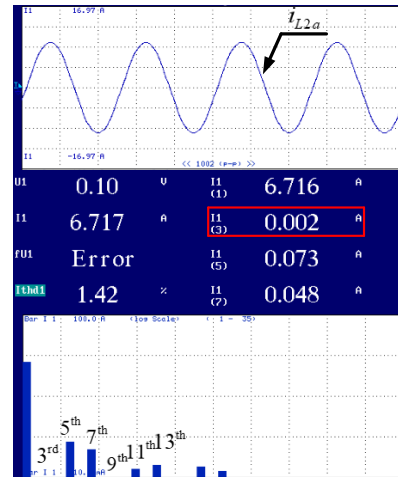 I1 16.97 A
iL2a
I1 -16.97 A
<< 1002 (p-p) >>
U1 0.10 V I1 (1) 6.716 A
I1 6.717 A I1 (3) 0.002 A
fU1 Error I1 (5) 0.073 A
Ithd1 1.42 % I1 (7) 0.048 A
Bar I 1 100.0 A (log Scale) ( 1 - 35)
3rd 5th 7th 9th 11th 13th